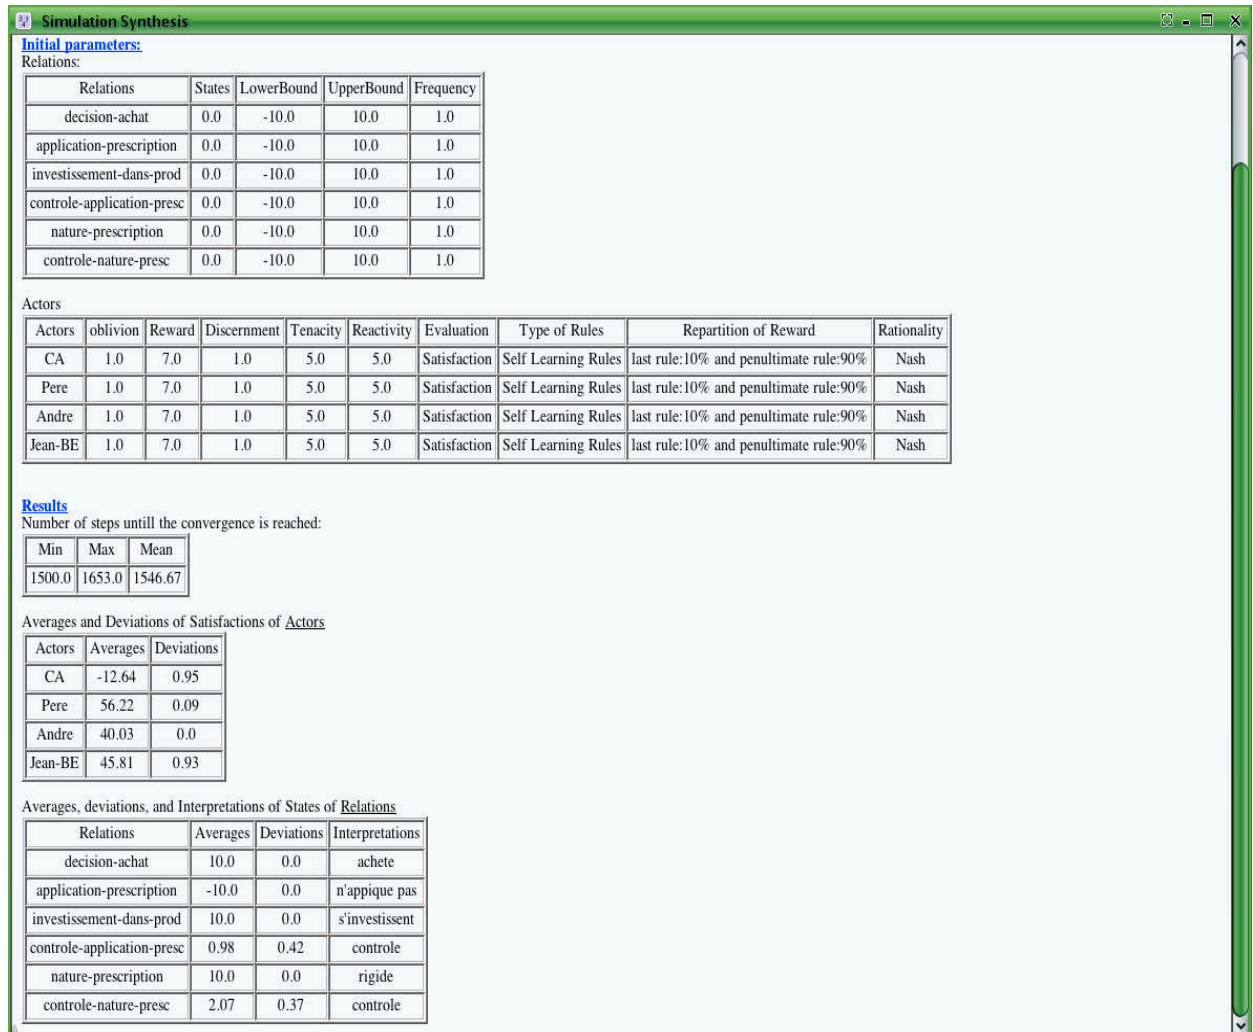 Simulation Synthesis
Initial parameters:
Relations:
Relations States LowerBound UpperBound Frequency
decision-achat 0.0 -10.0 10.0 1.0
application-prescription 0.0 -10.0 10.0 1.0
investissement-dans-prod 0.0 -10.0 10.0 1.0
controle-application-presc 0.0 -10.0 10.0 1.0
nature-prescription 0.0 -10.0 10.0 1.0
controle-nature-presc 0.0 -10.0 10.0 1.0
Actors
Actors oblivion Reward Discernment Tenacity Reactivity Evaluation Type of Rules Repartition of Reward Rationality
CA 1.0 7.0 1.0 5.0 5.0 Satisfaction Self Learning Rules last rule:10% and penultimate rule:90% Nash
Pere 1.0 7.0 1.0 5.0 5.0 Satisfaction Self Learning Rules last rule:10% and penultimate rule:90% Nash
Andre 1.0 7.0 1.0 5.0 5.0 Satisfaction Self Learning Rules last rule:10% and penultimate rule:90% Nash
Jean-BE 1.0 7.0 1.0 5.0 5.0 Satisfaction Self Learning Rules last rule:10% and penultimate rule:90% Nash
Results
Number of steps untill the convergence is reached:
Min Max Mean
1500.0 1653.0 1546.67
Averages and Deviations of Satisfactions of Actors
Actors Averages Deviations
CA -12.64 0.95
Pere 56.22 0.09
Andre 40.03 0.0
Jean-BE 45.81 0.93
Averages, deviations, and Interpretations of States of Relations
Relations Averages Deviations Interpretations
decision-achat 10.0 0.0 achete
application-prescription -10.0 0.0 n'appique pas
investissement-dans-prod 10.0 0.0 s'investissent
controle-application-presc 0.98 0.42 controle
nature-prescription 10.0 0.0 rigide
controle-nature-presc 2.07 0.37 controle